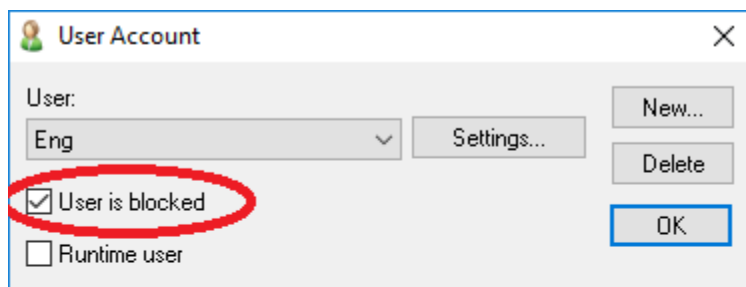 User Account
User:
Eng
Settings...
New...
Delete
User is blocked
OK
Runtime user